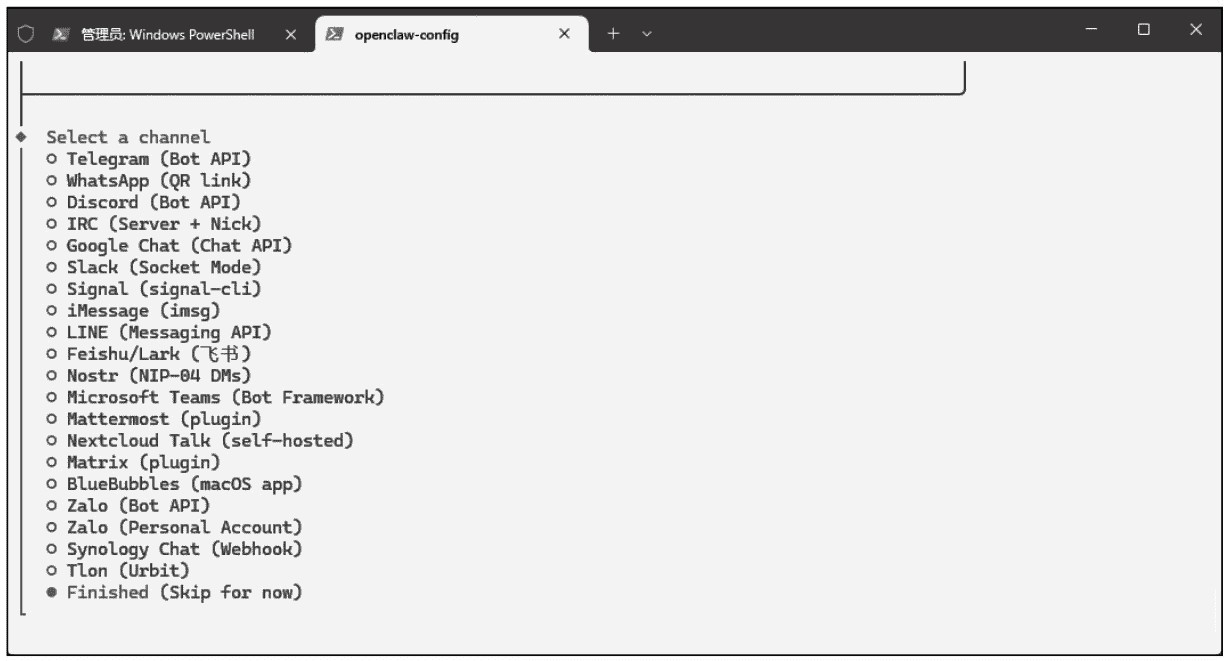 管理员: Windows PowerShell
openclaw-config
Select a channel
Telegram (Bot API)
WhatsApp (QR link)
Discord (Bot API)
IRC (Server + Nick)
Google Chat (Chat API)
Slack (Socket Mode)
Signal (signal-cli)
iMessage (imsg)
LINE (Messaging API)
Feishu/Lark (飞书)
Nostr (NIP-04 DMs)
Microsoft Teams (Bot Framework)
Mattermost (plugin)
Nextcloud Talk (self-hosted)
Matrix (plugin)
BlueBubbles (macOS app)
Zalo (Bot API)
Zalo (Personal Account)
Synology Chat (Webhook)
Tlon (Urbit)
Finished (Skip for now)